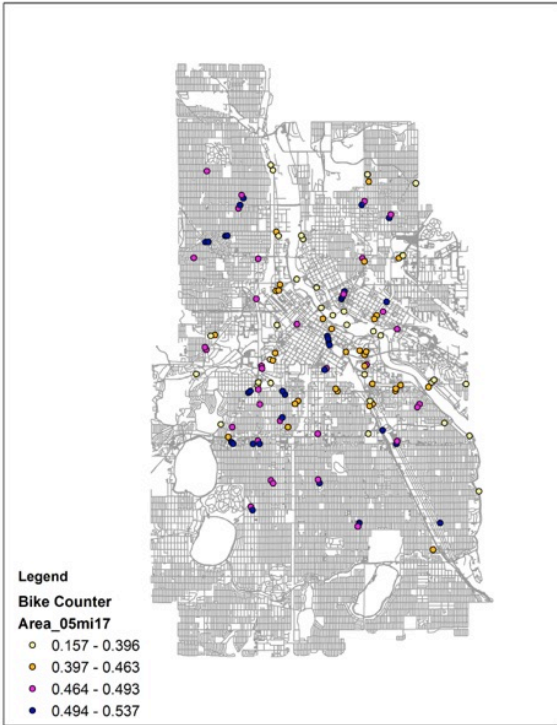 Legend
Bike Counter
Area_05mi17
0.157 - 0.396
0.397 - 0.463
0.464 - 0.493
0.494 - 0.537